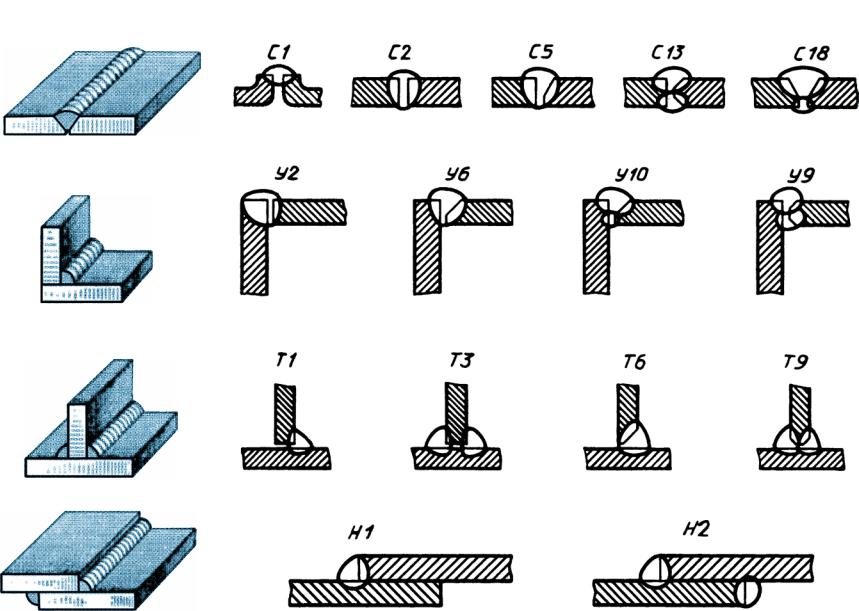 С1 С2 С5 С13 С18
У2 У6 У10 У9
Т1 Т3 Т6 Т9
Н1 Н2